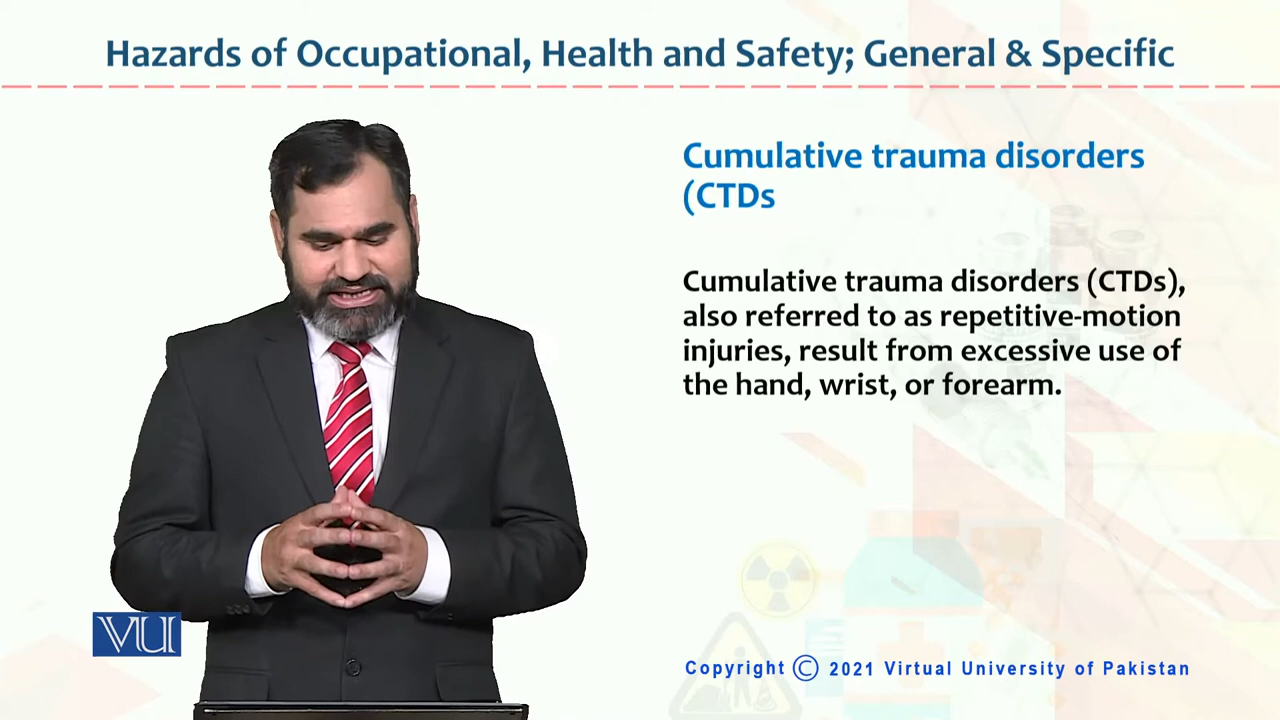 Hazards of Occupational, Health and Safety; General & Specific
Cumulative trauma disorders
(CTDs
Cumulative trauma disorders (CTDs),
also referred to as repetitive-motion
injuries, result from excessive use of
the hand, wrist, or forearm.
VU
Copyright © 2021 Virtual University of Pakistan